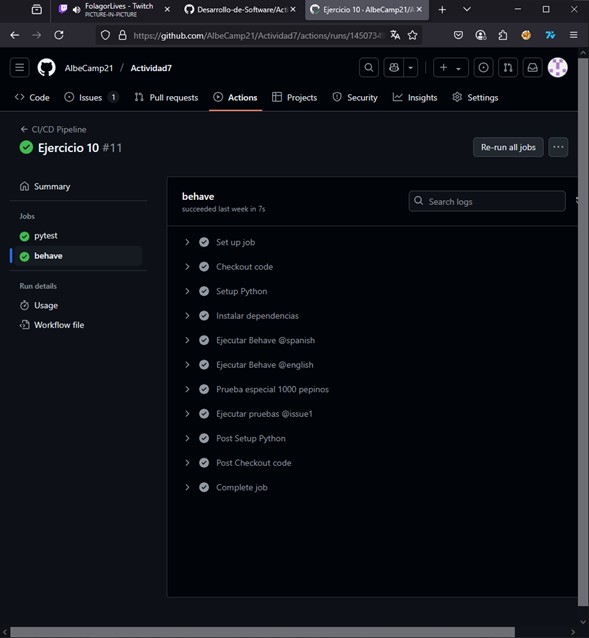 FolagorLives - Twitch
PICTURE-IN-PICTURE
Desarrollo-de-Software/Act
Ejercicio 10 - AlbeCamp21/A
https://github.com/AlbeCamp21/Actividad7/actions/runs/1450734
AlbeCamp21 / Actividad7
Code
Issues 1
Pull requests
Actions
Projects
Security
Insights
Settings
CI/CD Pipeline
Ejercicio 10 #11
Re-run all jobs
Summary
Jobs
pytest
behave
Run details
Usage
Workflow file
behave
succeeded last week in 7s
Search logs
Set up job
Checkout code
Setup Python
Instalar dependencias
Ejecutar Behave @spanish
Ejecutar Behave @english
Prueba especial 1000 pepinos
Ejecutar pruebas @issue1
Post Setup Python
Post Checkout code
Complete job